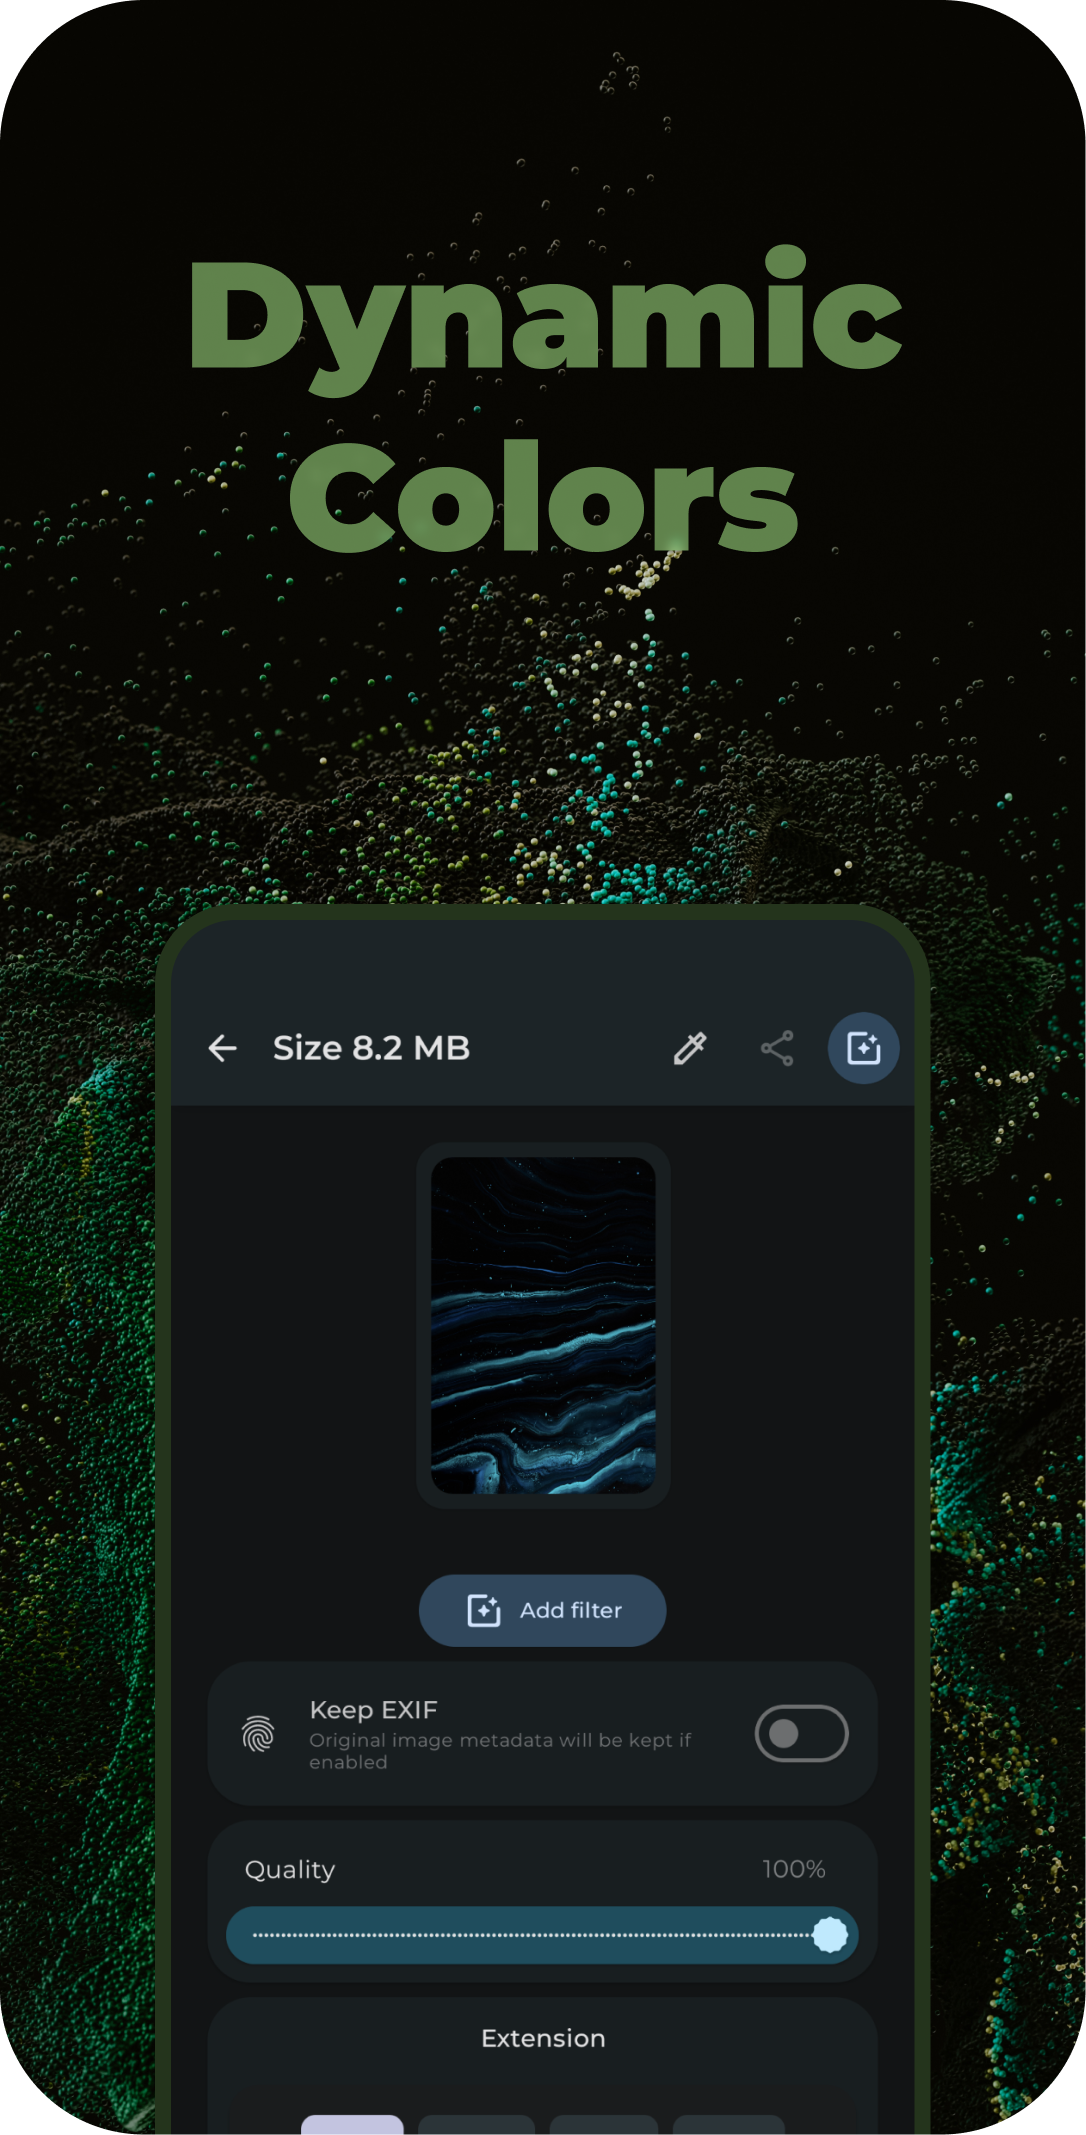 Dynamic
Colors
Size 8.2 MB
Add filter
Keep EXIF
Original image metadata will be kept if
enabled
Quality
100%
Extension